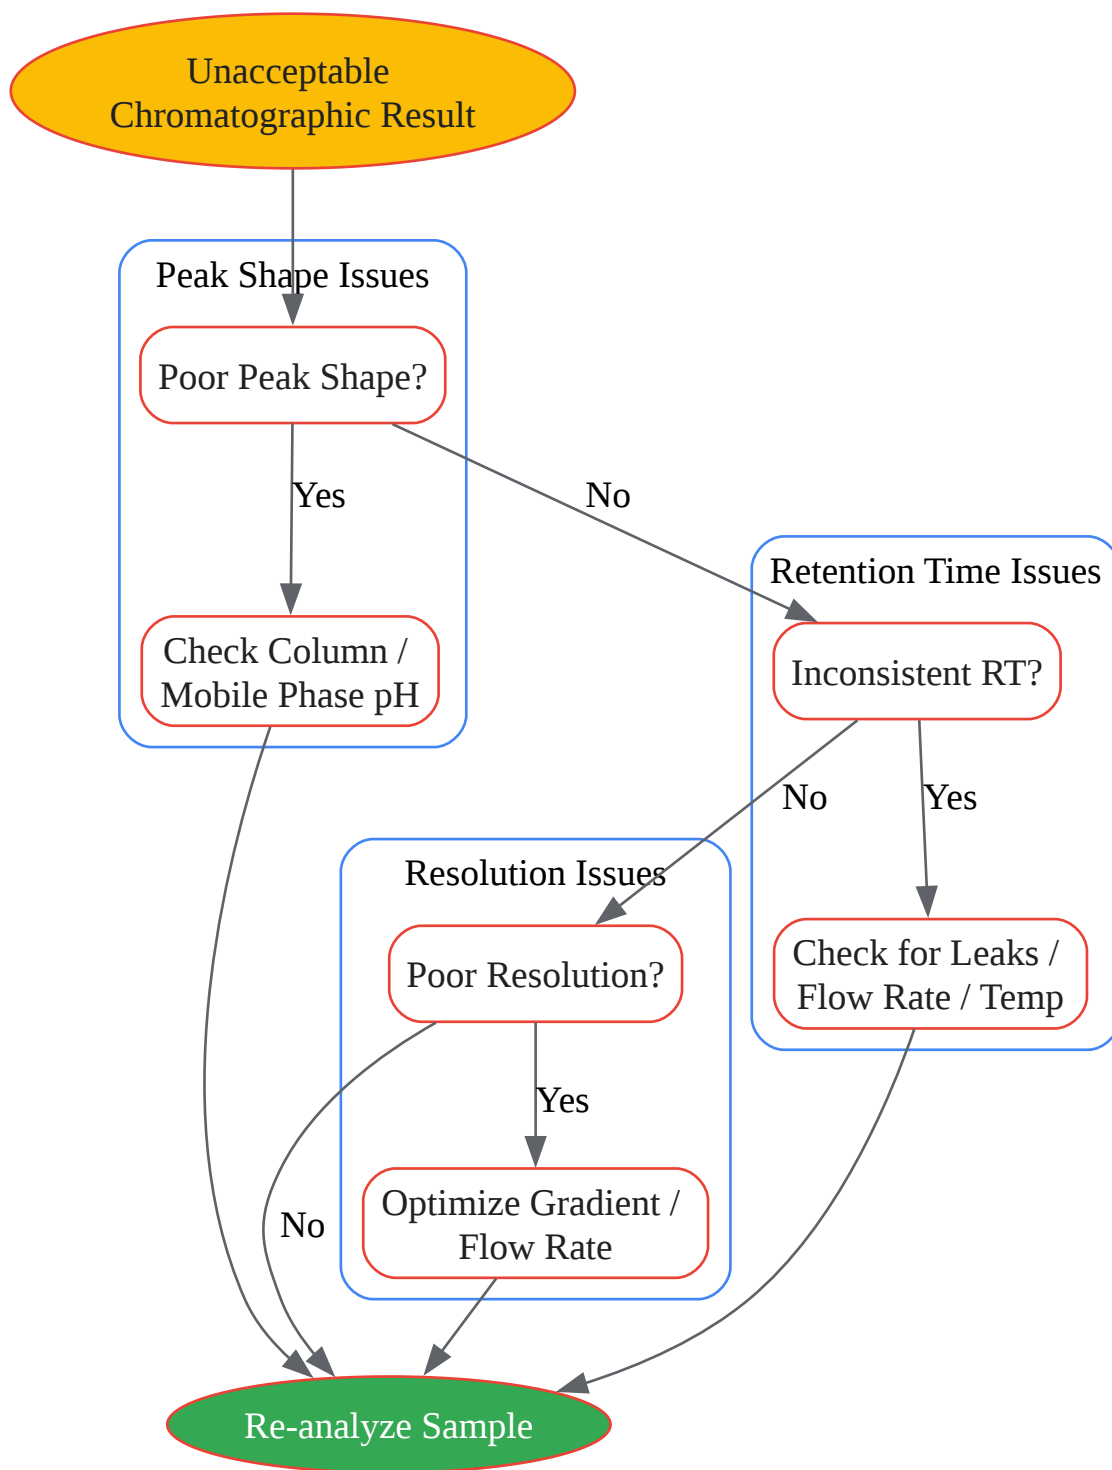 Unacceptable
Chromatographic Result
Peak Shape Issues
Poor Peak Shape?
Yes
No
Check Column /
Mobile Phase pH
Retention Time Issues
Inconsistent RT?
No
Yes
Resolution Issues
Poor Resolution?
Check for Leaks /
Flow Rate / Temp
Yes
No
Optimize Gradient /
Flow Rate
Re-analyze Sample